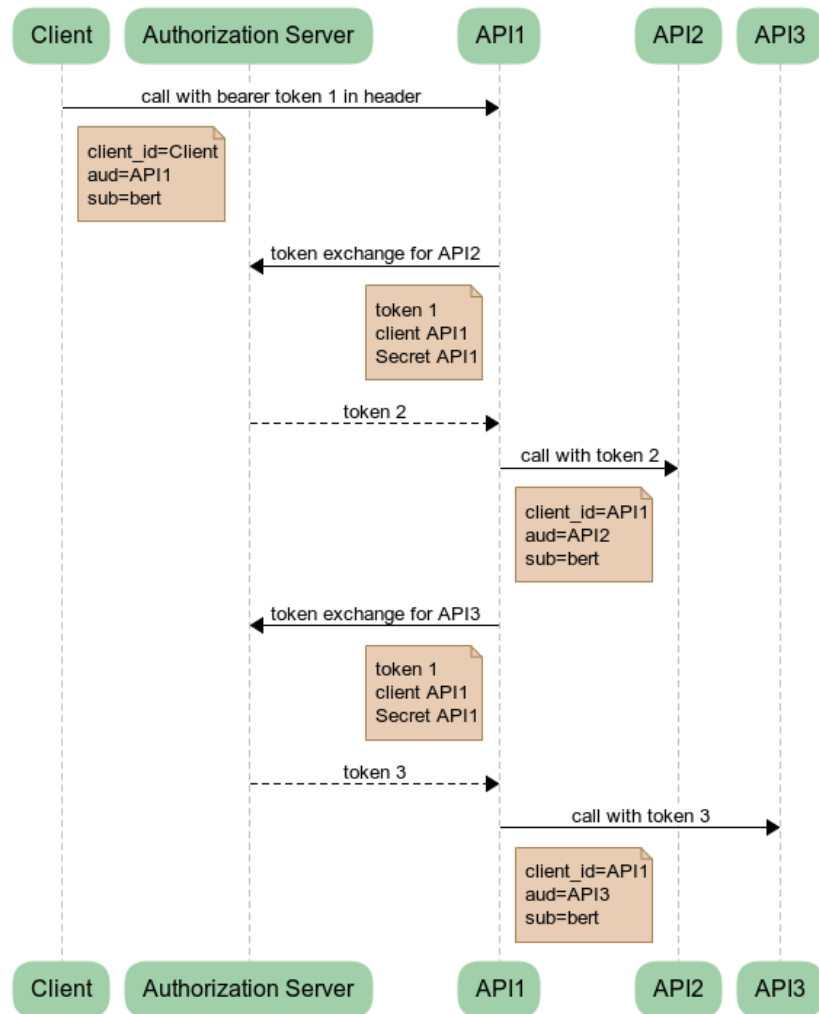 Client Authorization Server API1 API2 API3
call with bearer token 1 in header
client_id=Client
aud=API1
sub=bert
token exchange for API2
token 1
client API1
Secret API1
token 2
call with token 2
client_id=API1
aud=API2
sub=bert
token exchange for API3
token 1
client API1
Secret API1
token 3
call with token 3
client_id=API1
aud=API3
sub=bert
Client Authorization Server API1 API2 API3